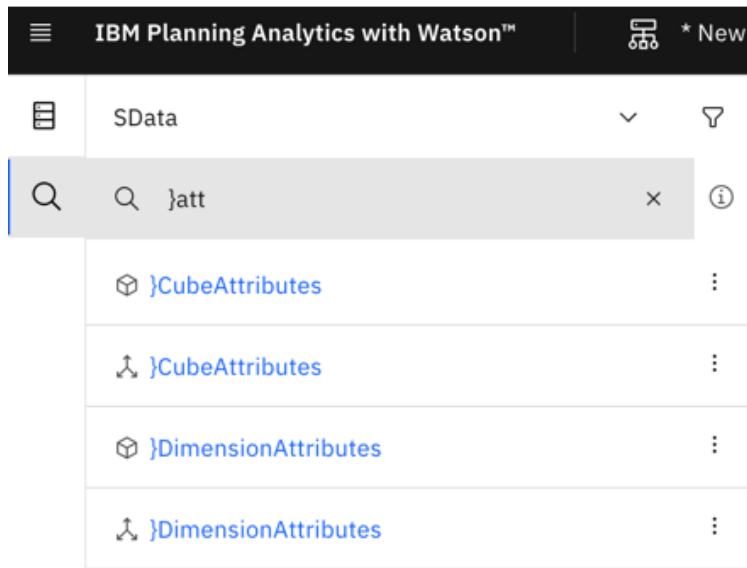 IBM Planning Analytics with Watson™
* New
SData
}att
}CubeAttributes
}CubeAttributes
}DimensionAttributes
}DimensionAttributes